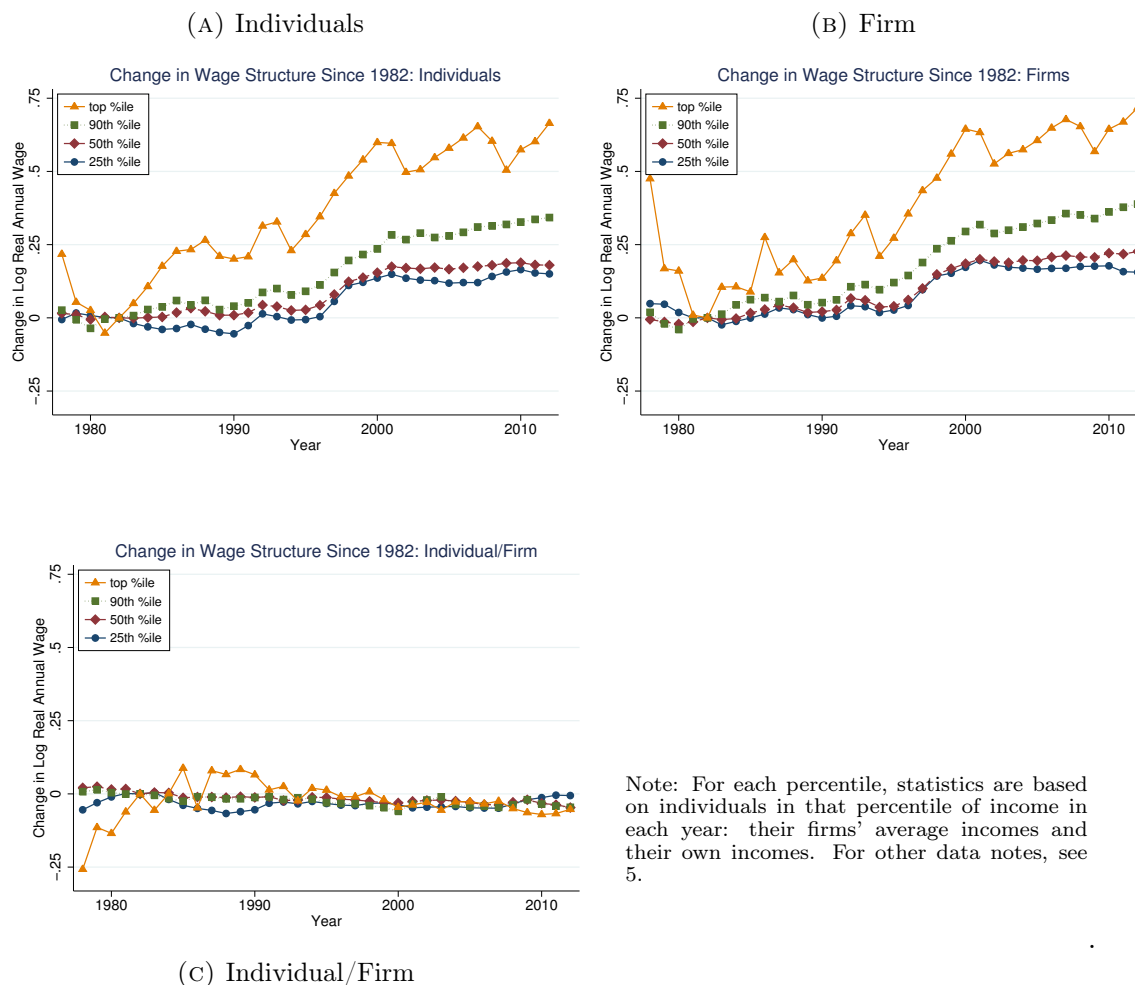 (A) Individuals
(B) Firm
Change in Wage Structure Since 1982: Individuals
.75
.5
.25
0
-.25
Change in Log Real Annual Wage
top %ile
90th %ile
50th %ile
25th %ile
1980
1990
2000
2010
Year
Change in Wage Structure Since 1982: Firms
.75
.5
.25
0
-.25
Change in Log Real Annual Wage
top %ile
90th %ile
50th %ile
25th %ile
1980
1990
2000
2010
Year
Change in Wage Structure Since 1982: Individual/Firm
.75
.5
.25
0
-.25
Change in Log Real Annual Wage
top %ile
90th %ile
50th %ile
25th %ile
1980
1990
2000
2010
Year
Note: For each percentile, statistics are based
on individuals in that percentile of income in
each year: their firms' average incomes and
their own incomes. For other data notes, see
5.
.
(C) Individual/Firm